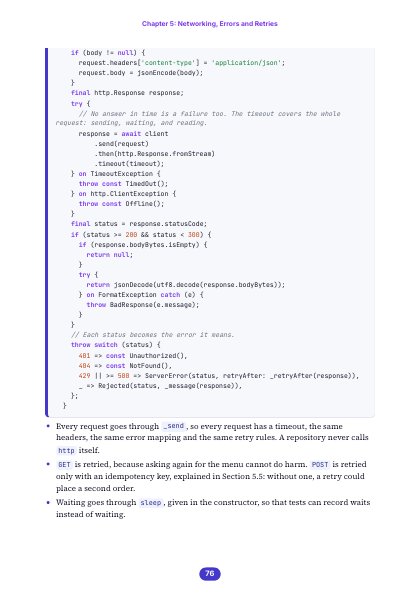 Chapter 5: Networking, Errors and Retries
if (body != null) {
request.headers['content-type'] = 'application/json';
request.body = jsonEncode(body);
}
final http.Response response;
try {
// No answer in time is a failure too. The timeout covers the whole
request: sending, waiting, and reading.
response = await client
.send(request)
.then(http.Response.fromStream)
.timeout(timeout);
} on TimeoutException {
throw const TimedOut();
} on http.ClientException {
throw const Offline();
}
final status = response.statusCode;
if (status >= 200 && status < 300) {
if (response.bodyBytes.isEmpty) {
return null;
}
try {
return jsonDecode(utf8.decode(response.bodyBytes));
} on FormatException catch (e) {
throw BadResponse(e.message);
}
}
// Each status becomes the error it means.
throw switch (status) {
401 => const Unauthorized(),
404 => const NotFound(),
429 || >= 500 => ServerError(status, retryAfter: _retryAfter(response)),
_ => Rejected(status, _message(response)),
};
}
• Every request goes through _send, so every request has a timeout, the same
headers, the same error mapping and the same retry rules. A repository never calls
http itself.
• GET is retried, because asking again for the menu cannot do harm. POST is retried
only with an idempotency key, explained in Section 5.5: without one, a retry could
place a second order.
• Waiting goes through sleep, given in the constructor, so that tests can record waits
instead of waiting.
76